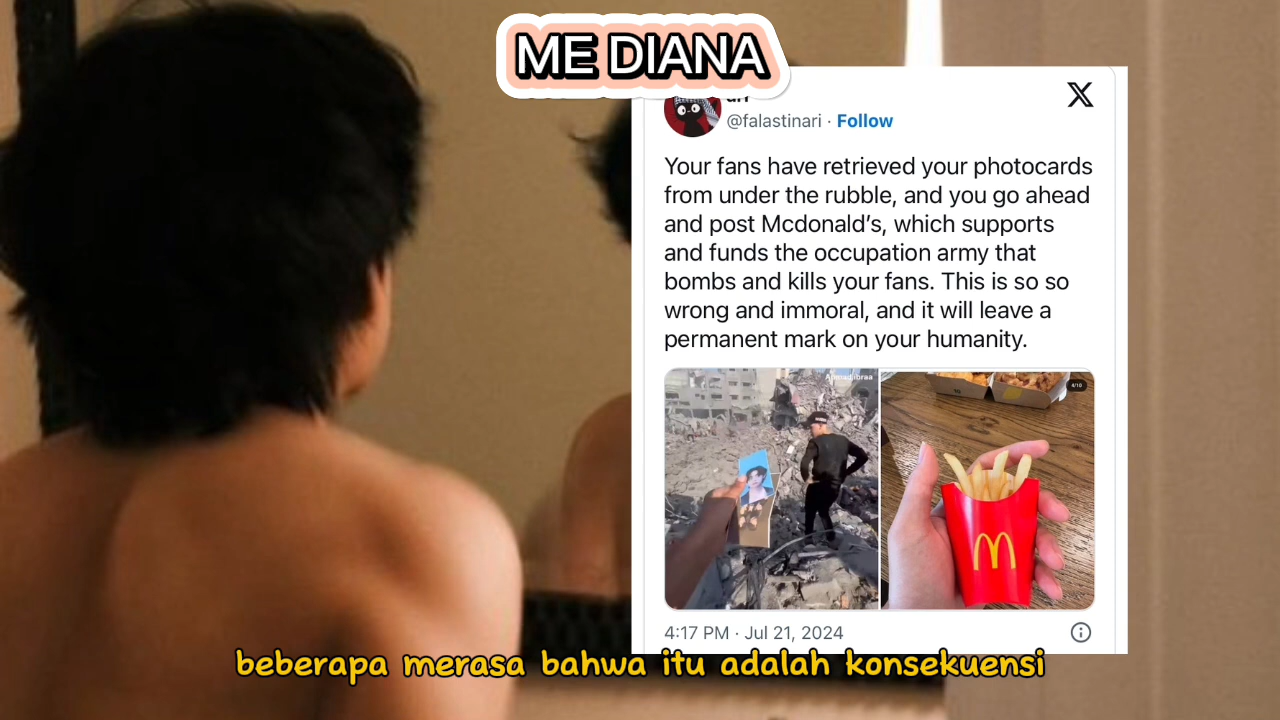 ME DIANA
@falastinari · Follow
Your fans have retrieved your photocards
from under the rubble, and you go ahead
and post Mcdonald’s, which supports
and funds the occupation army that
bombs and kills your fans. This is so so
wrong and immoral, and it will leave a
permanent mark on your humanity.
4/10
4:17 PM · Jul 21, 2024
beberapa merasa bahwa itu adalah konsekuensi